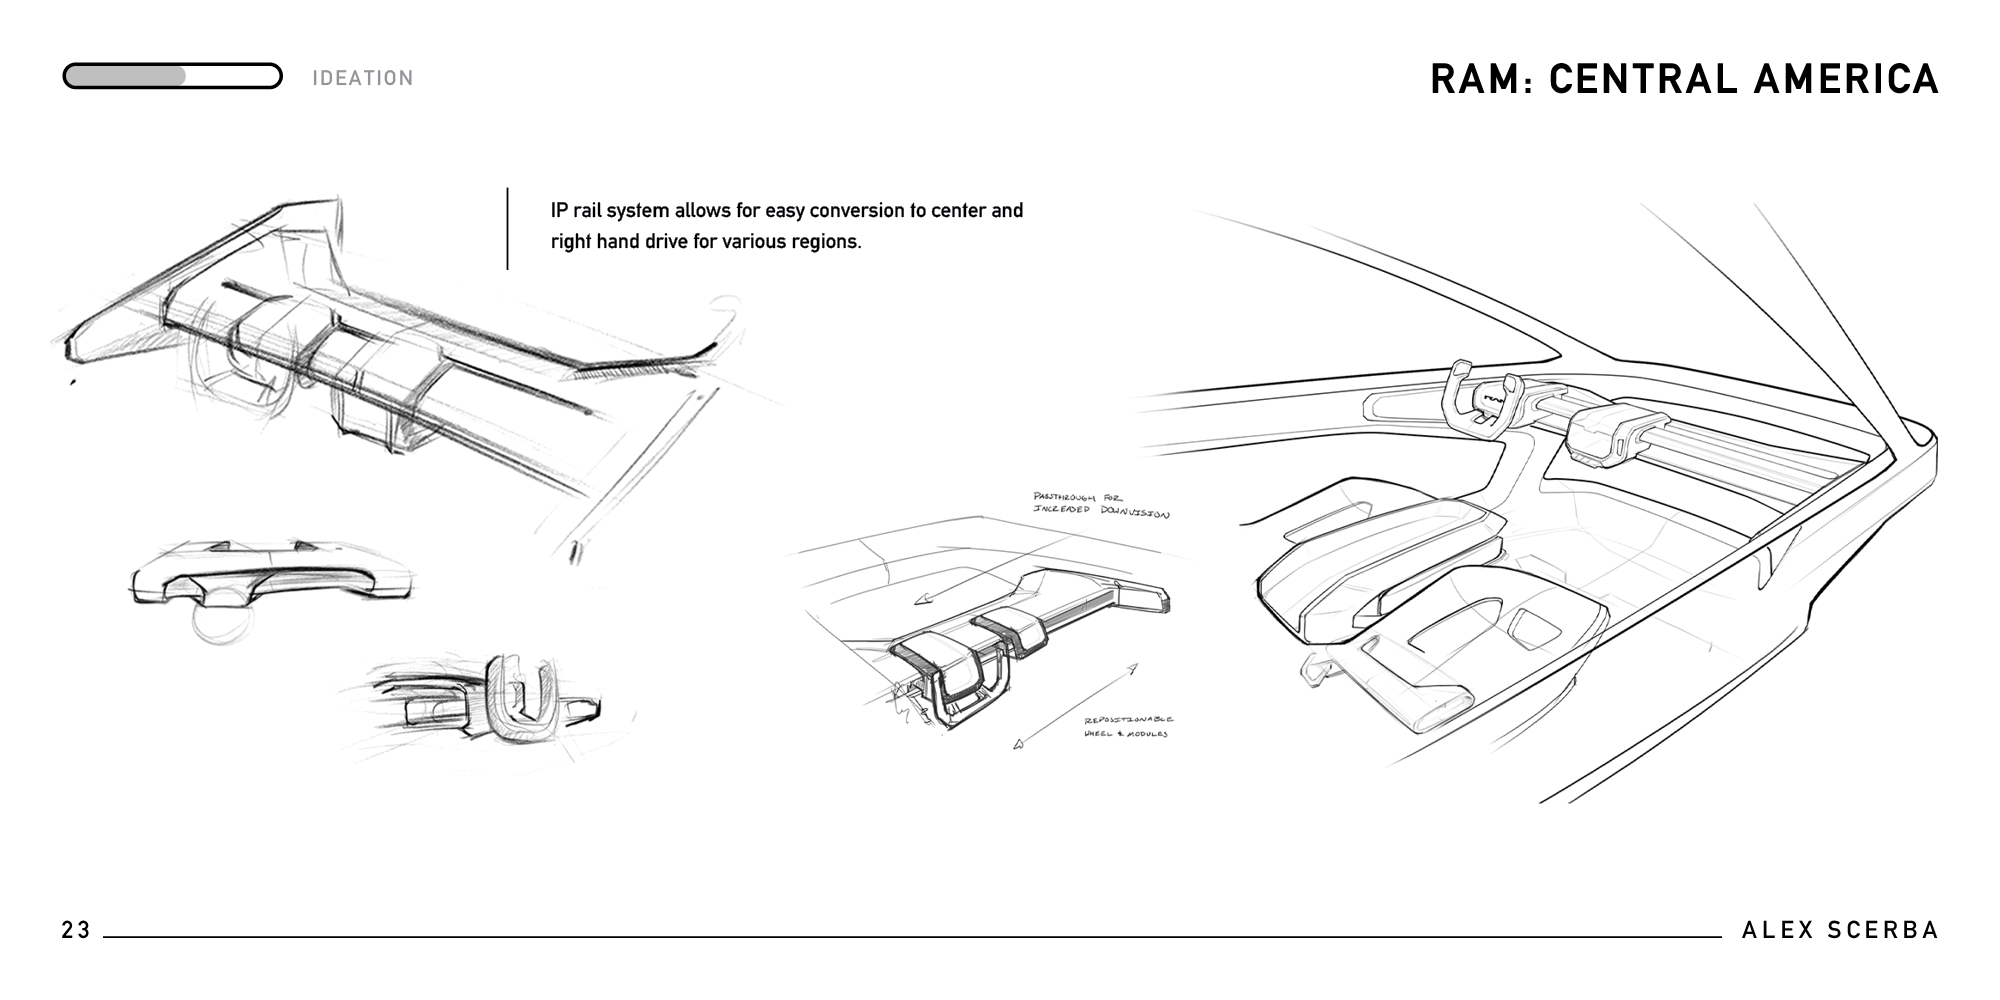 IDEATION
RAM: CENTRAL AMERICA
IP rail system allows for easy conversion to center and
right hand drive for various regions.
PASSTHROUGH FOR
INCREASED DOWNVISION
REPOSITIONABLE
WHEEL & MODULES
RAM
23
ALEX SCERBA